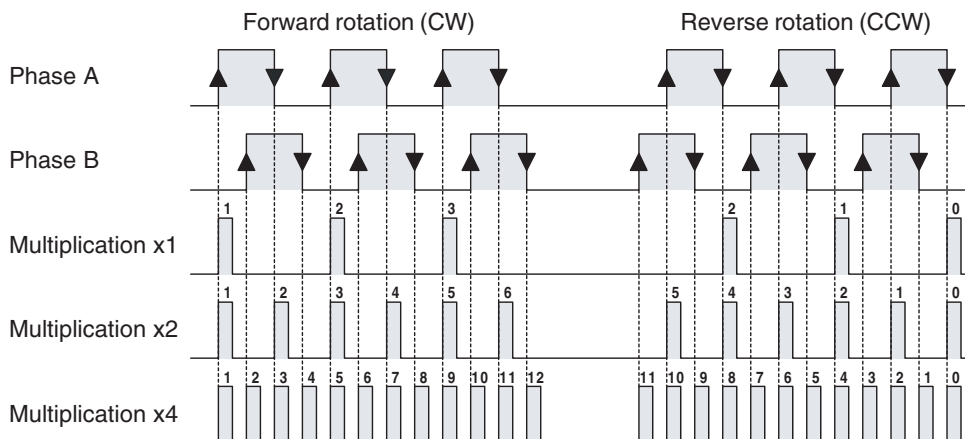 Forward rotation (CW) Reverse rotation (CCW)
Phase A
Phase B
1 2 3 2 1 0
Multiplication x1
1 2 3 4 5 6 5 4 3 2 1 0
Multiplication x2
1 2 3 4 5 6 7 8 9 10 11 12 11 10 9 8 7 6 5 4 3 2 1 0
Multiplication x4